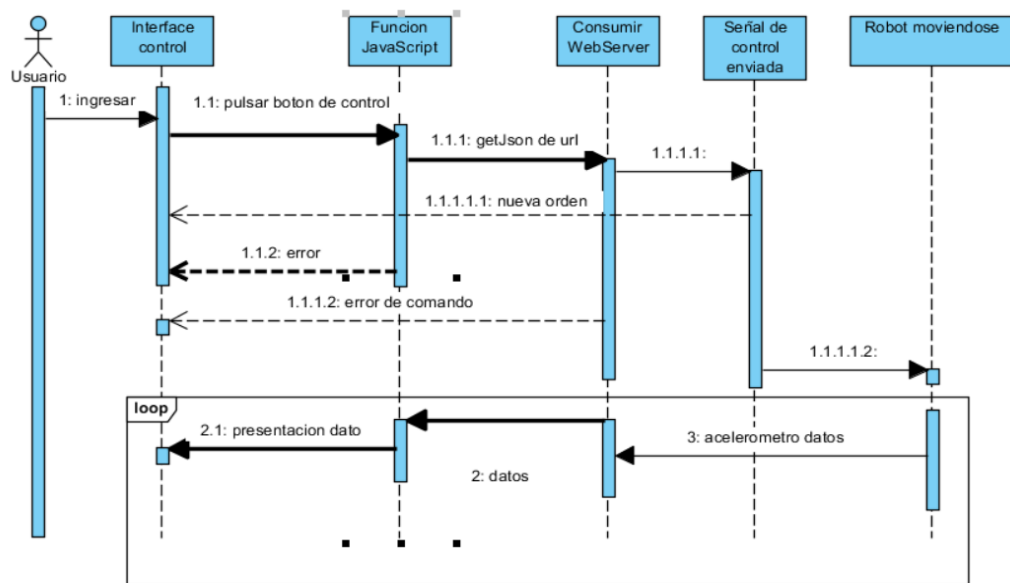 Interface
control
Funcion
JavaScript
Consumir
WebServer
Señal de
control
enviada
Robot moviendose
Usuario
1: ingresar
1.1: pulsar boton de control
1.1.1: getJson de url
1.1.1.1:
1.1.1.1.1: nueva orden
1.1.2: error
1.1.1.2: error de comando
1.1.1.1.2:
loop
2.1: presentacion dato
3: acelerometro datos
2: datos